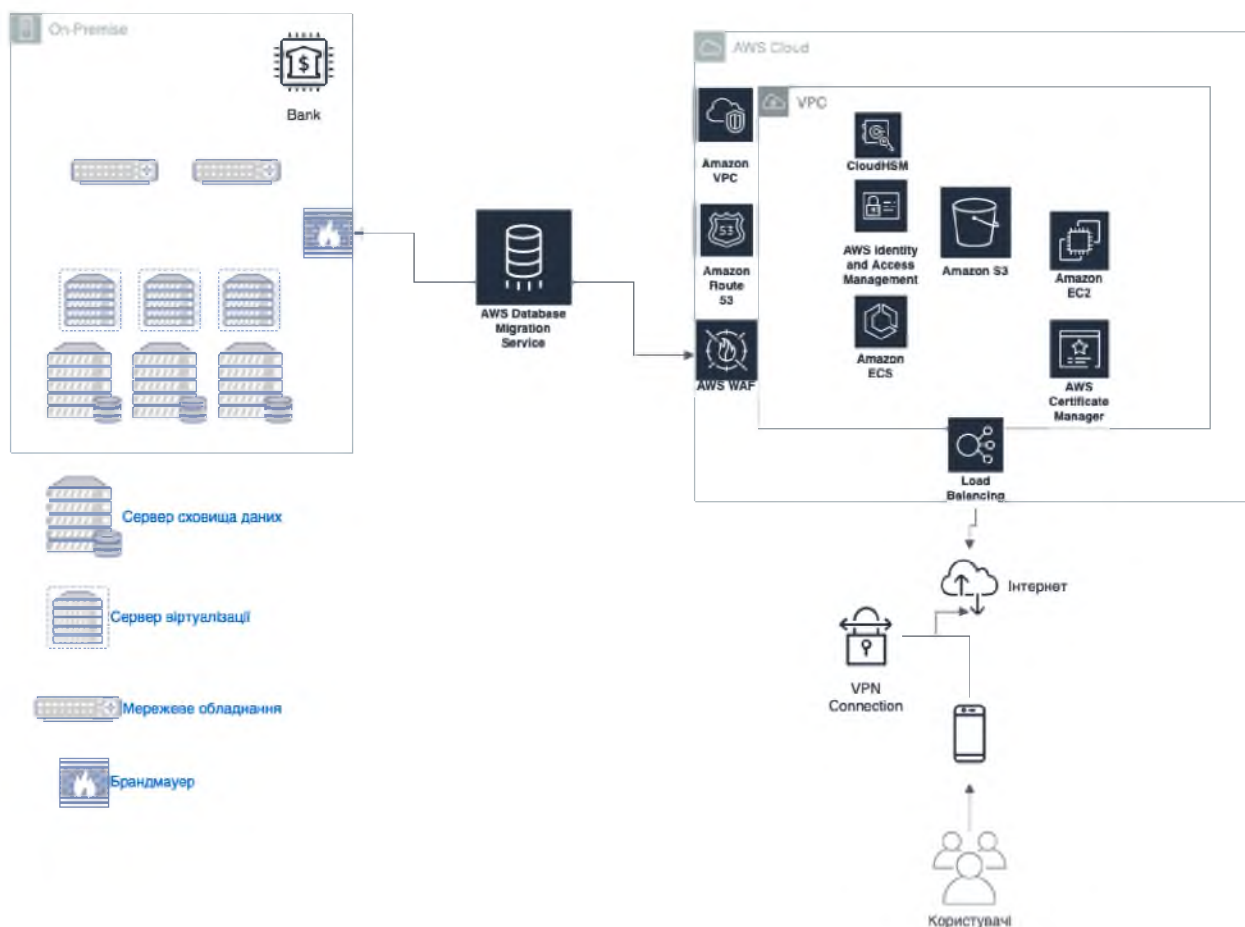 On-Premise
Bank
AWS Database
Migration
Service
AWS Cloud
VPC
Amazon
VPC
Amazon
Route
53
53
AWS WAF
CloudHSM
AWS Identity
and Access
Management
Amazon
ECS
Amazon S3
Amazon
EC2
AWS
Certificate
Manager
Load
Balancing
Інтернет
VPN
Connection
Користувачі
Сервер сховища даних
Сервер віртуалізації
Мережеве обладнання
Брандмауер